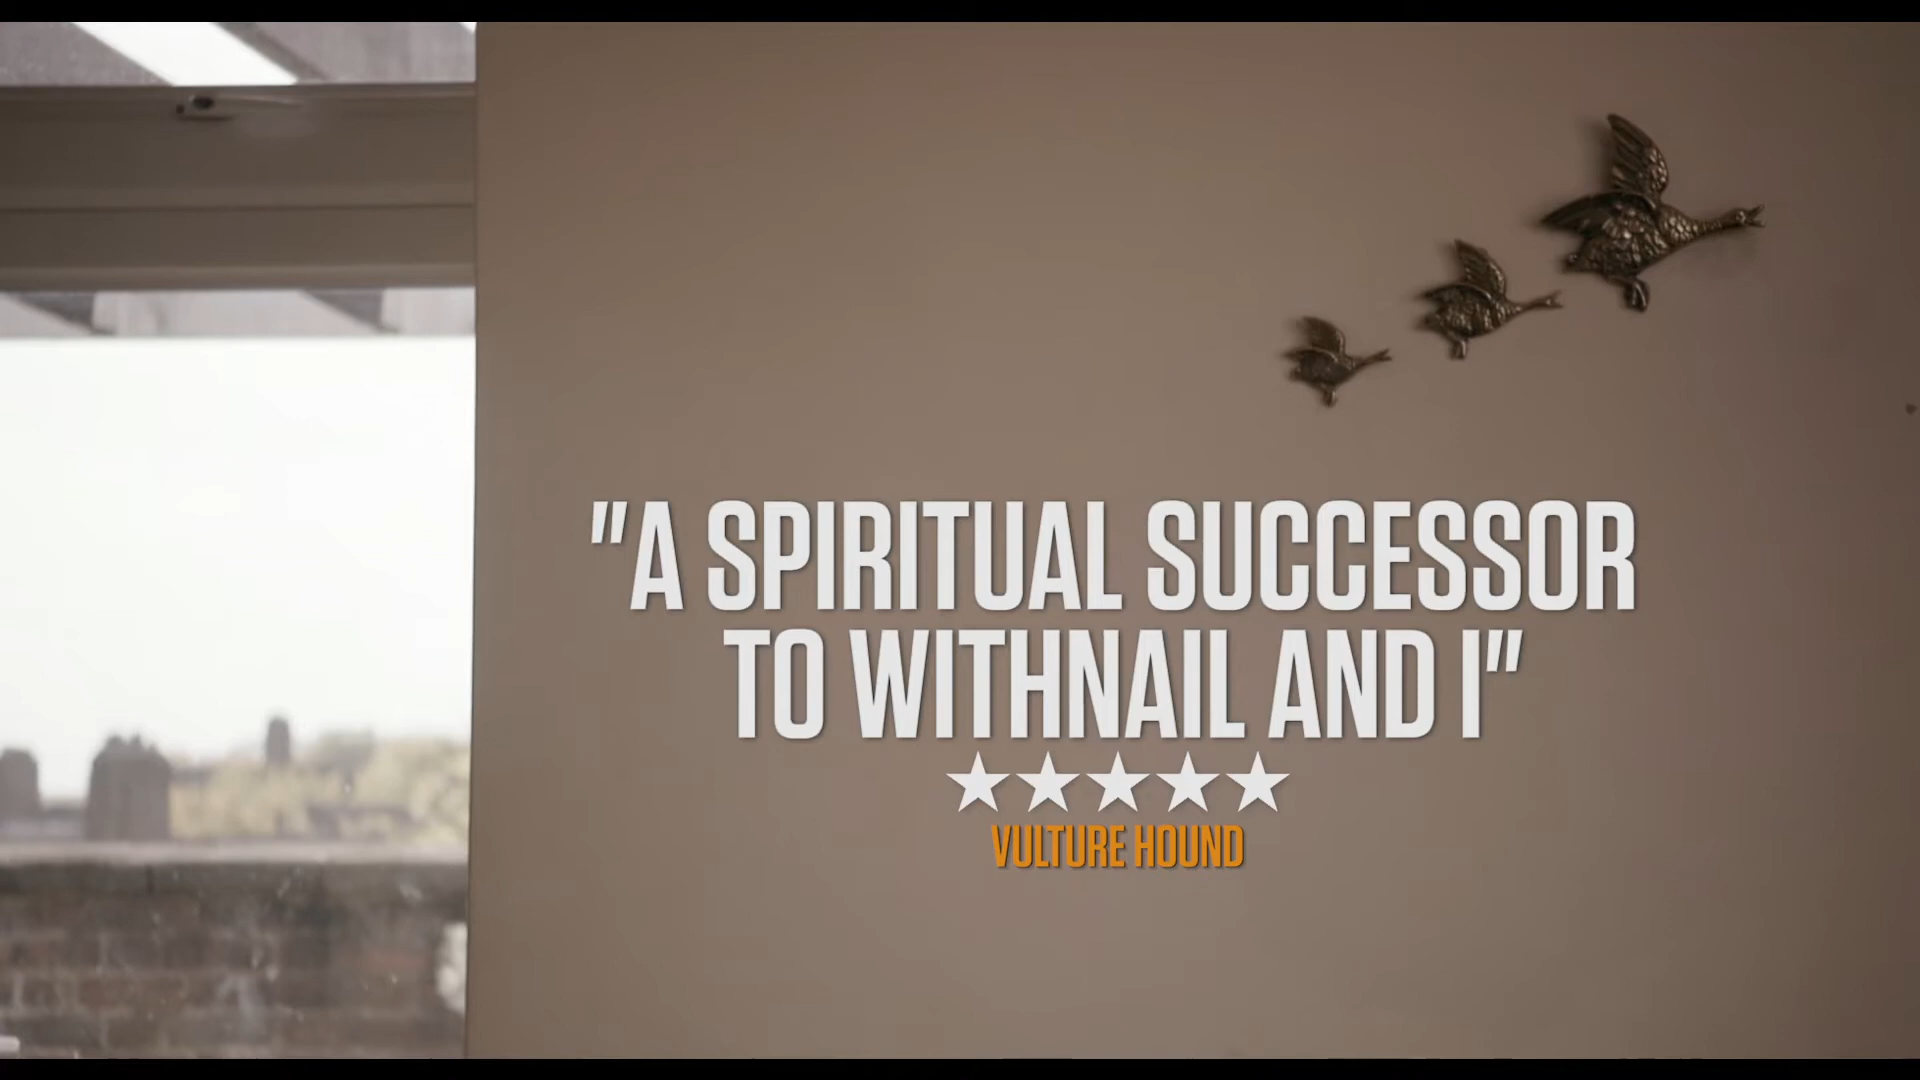 "A SPIRITUAL SUCCESSOR
TO WITHNAIL AND I"
★★★★★
VULTURE HOUND